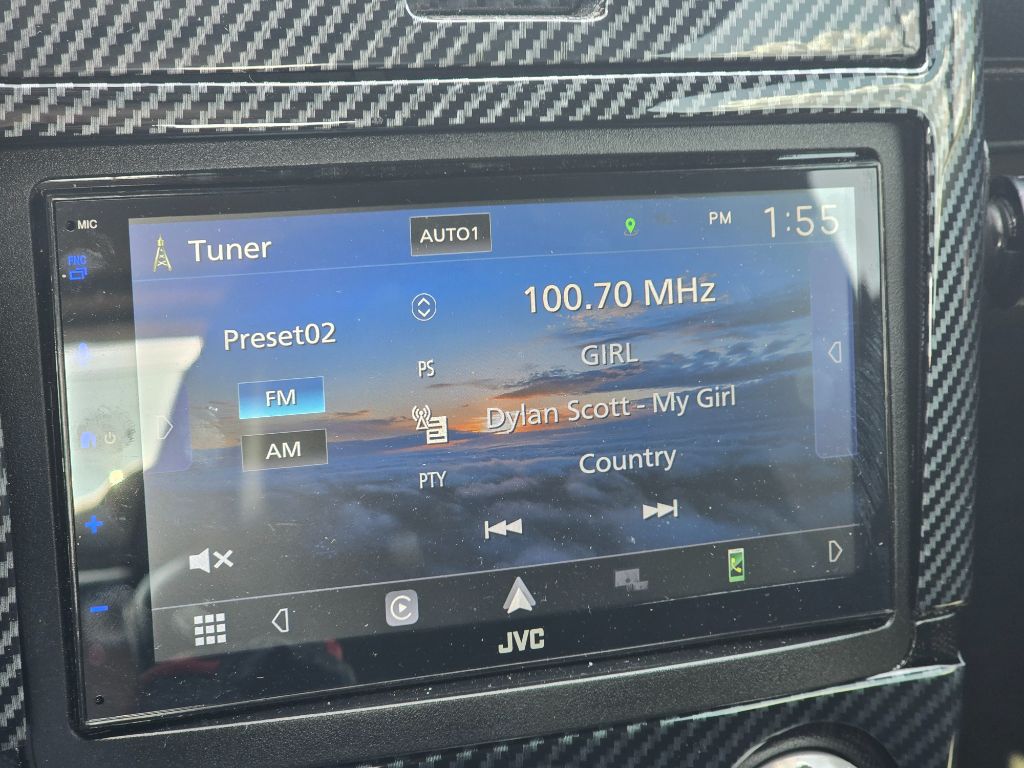 MIC
FNC
Tuner
AUTO1
PM 1:55
100.70 MHz
Preset02
PS
GIRL
FM
Dylan Scott - My Girl
AM
PTY
Country
JVC